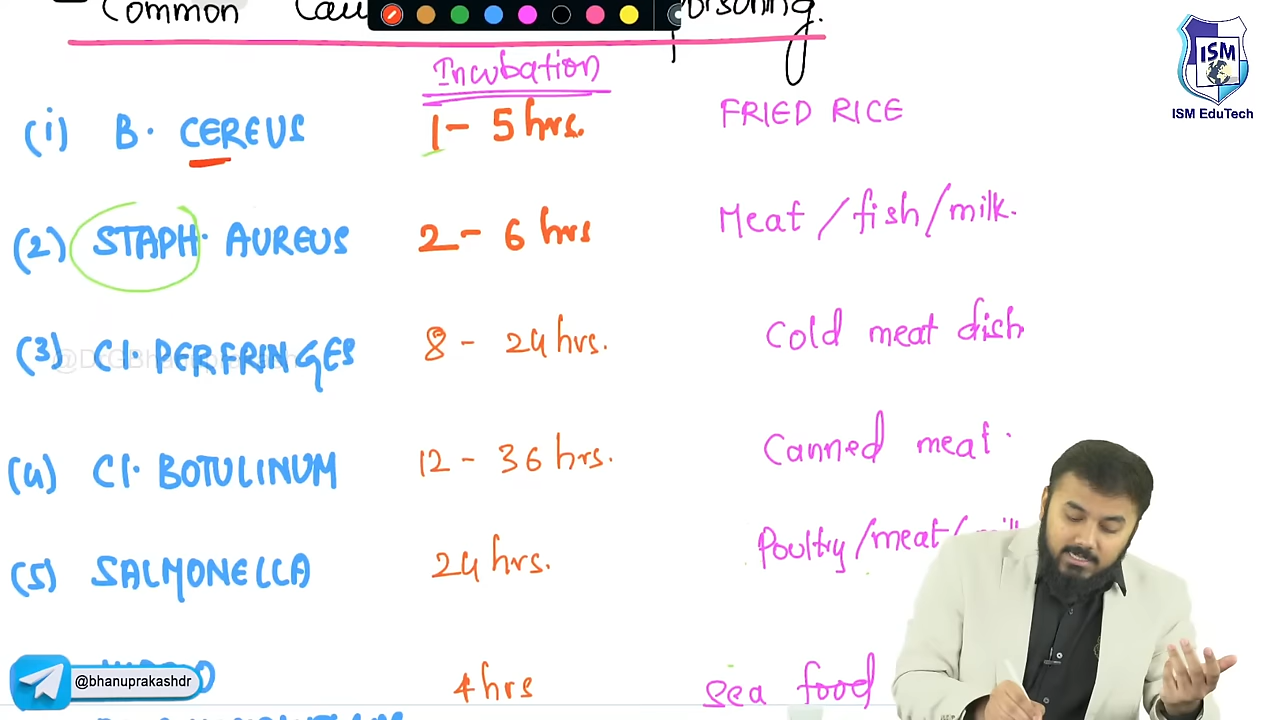 Common
ISM
ISM EduTech
Incubation
(i) B. CEREUS 1 - 5 hrs. FRIED RICE
(2) STAPH. AUREUS 2 - 6 hrs Meat / fish / milk.
(3) Cl. PERFRINGES 8 - 24 hrs. Cold meat dish
(4) Cl. BOTULINUM 12 - 36 hrs. Canned meat.
(5) SALMONELLA 24 hrs. Poultry / meat /
4 hrs sea food
@bhanuprakashdr